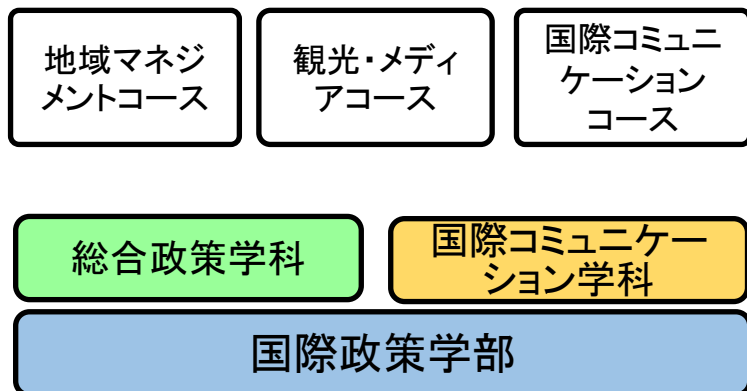 地域マネジ
メントコース
観光・メディ
アコース
国際コミュニ
ケーション
コース
総合政策学科
国際コミュニケー
ション学科
国際政策学部